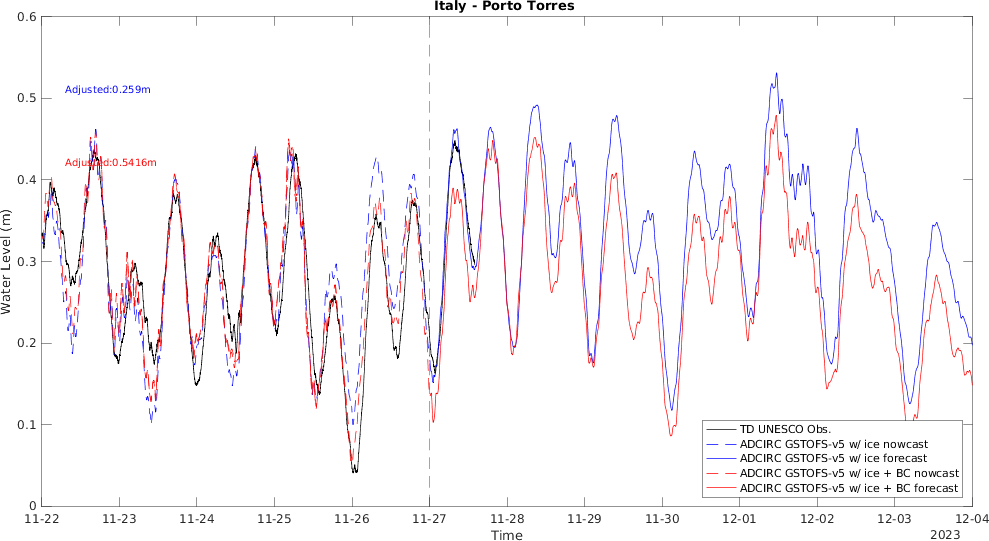 Italy - Porto Torres
Water Level (m)
0.6
0.5
0.4
0.3
0.2
0.1
0
Adjusted:0.259m
Adjusted:0.5416m
TD UNESCO Obs.
ADCIRC GSTOFS-v5 w/ ice nowcast
ADCIRC GSTOFS-v5 w/ ice forecast
ADCIRC GSTOFS-v5 w/ ice + BC nowcast
ADCIRC GSTOFS-v5 w/ ice + BC forecast
11-22 11-23 11-24 11-25 11-26 11-27 11-28 11-29 11-30 12-01 12-02 12-03 12-04
Time
2023